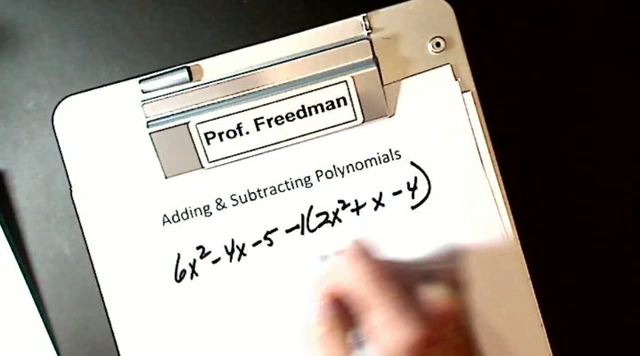 Prof. Freedman
Adding & Subtracting Polynomials
6x² - 4x - 5 - 1(2x² + x - 4)